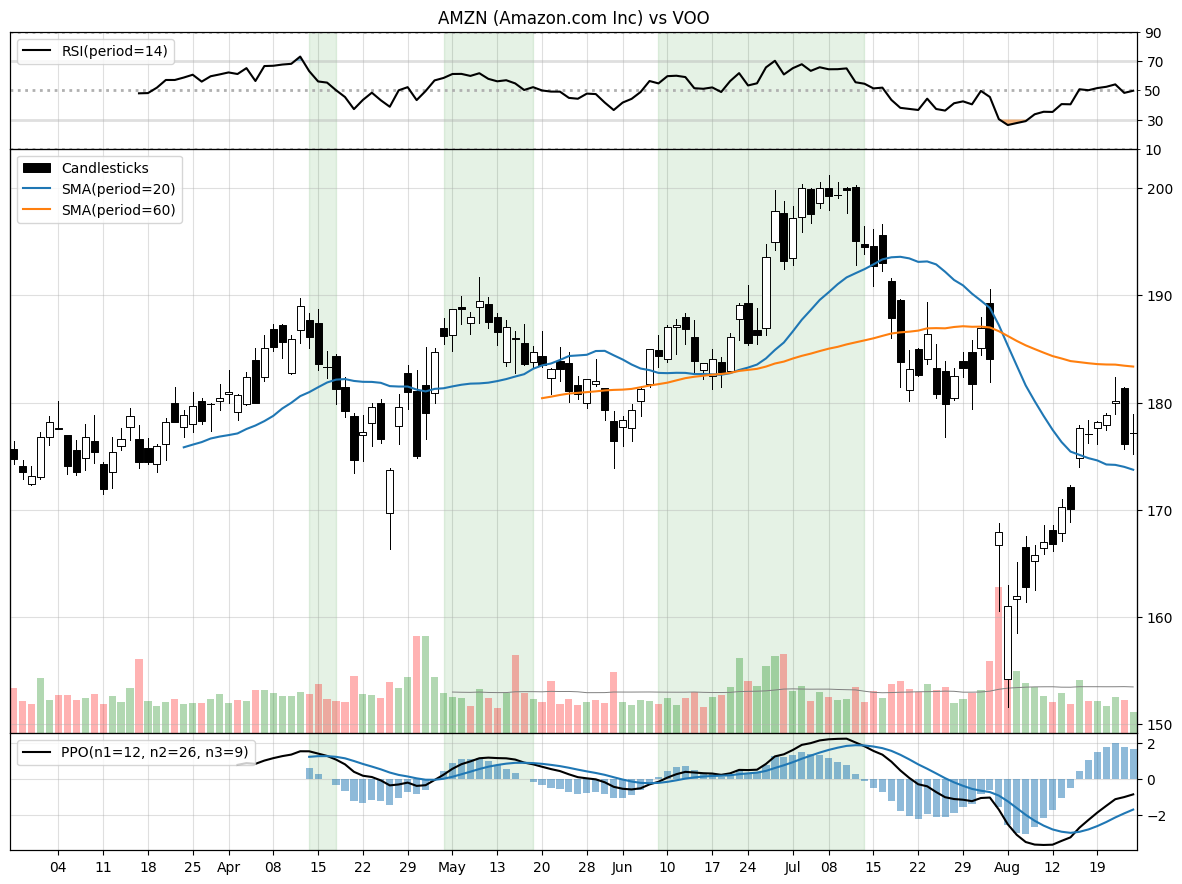 AMZN (Amazon.com Inc) vs VOO
RSI(period=14)
90
70
50
30
10
Candlesticks
SMA(period=20)
SMA(period=60)
200
190
180
170
160
150
PPO(n1=12, n2=26, n3=9)
2
0
−2
04 11 18 25 Apr 08 15 22 29 May 13 20 28 Jun 10 17 24 Jul 08 15 22 29 Aug 12 19